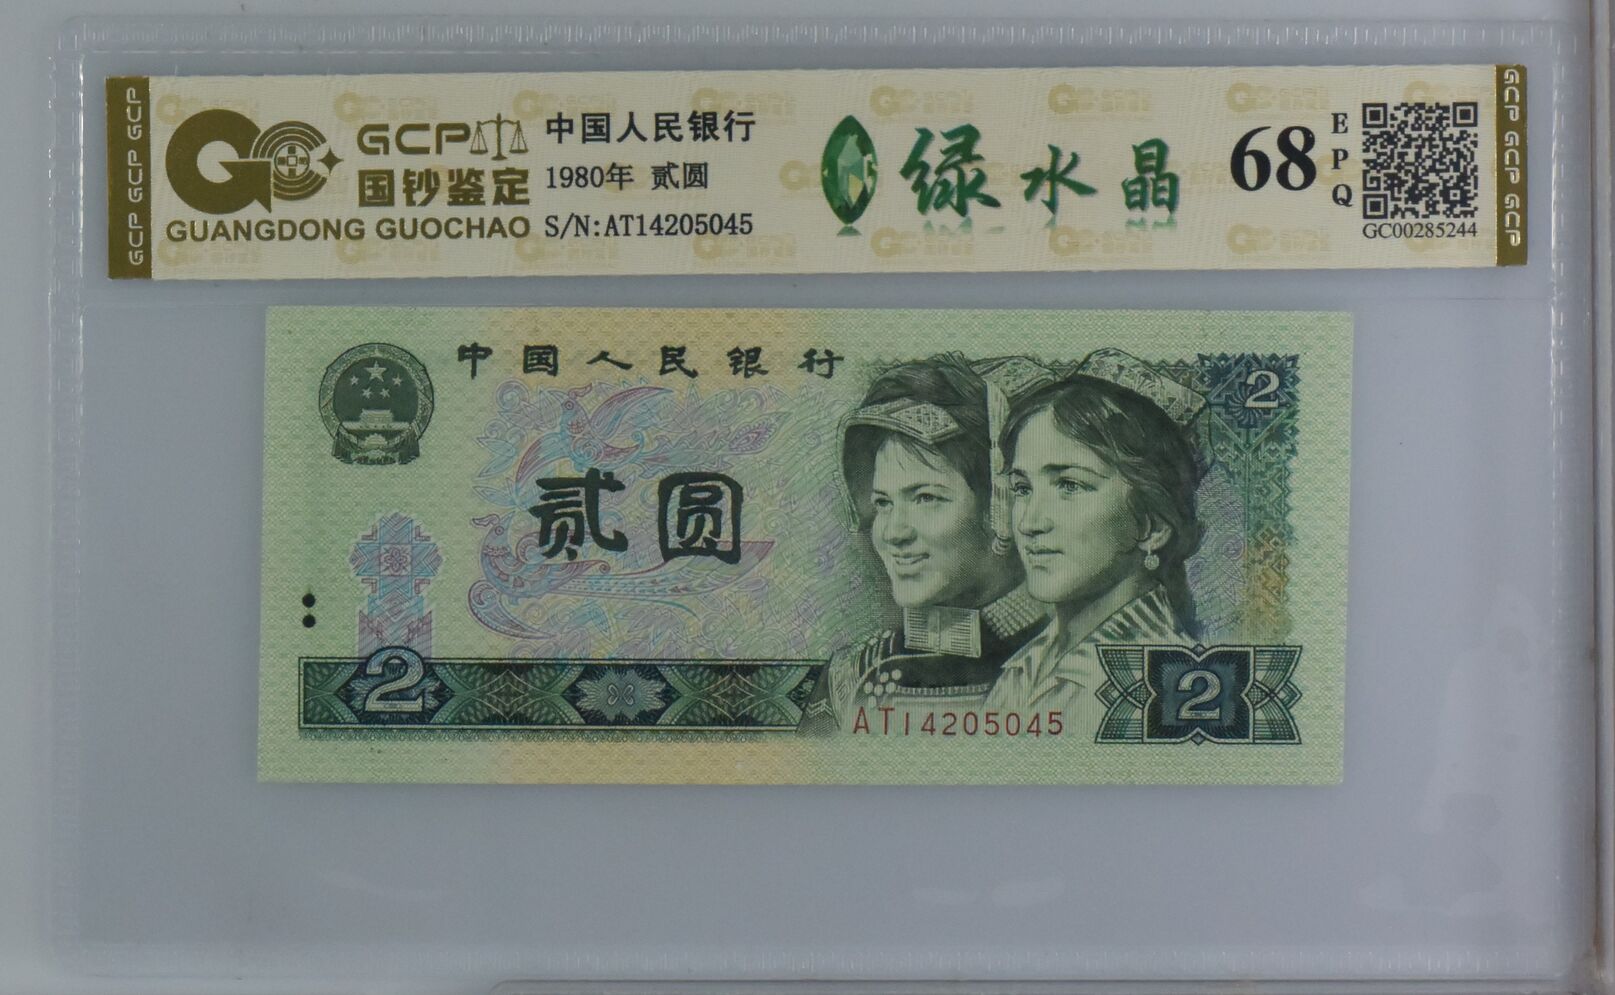 GCP GCP GCP
GCP
国钞鉴定
GUANGDONG GUOCHAO
中国人民银行
1980年 贰圆
S/N:AT14205045
绿水晶
68
EPQ
GC00285244
GCP GCP GCP
中国人民银行
2
贰圆
2
AT14205045
2